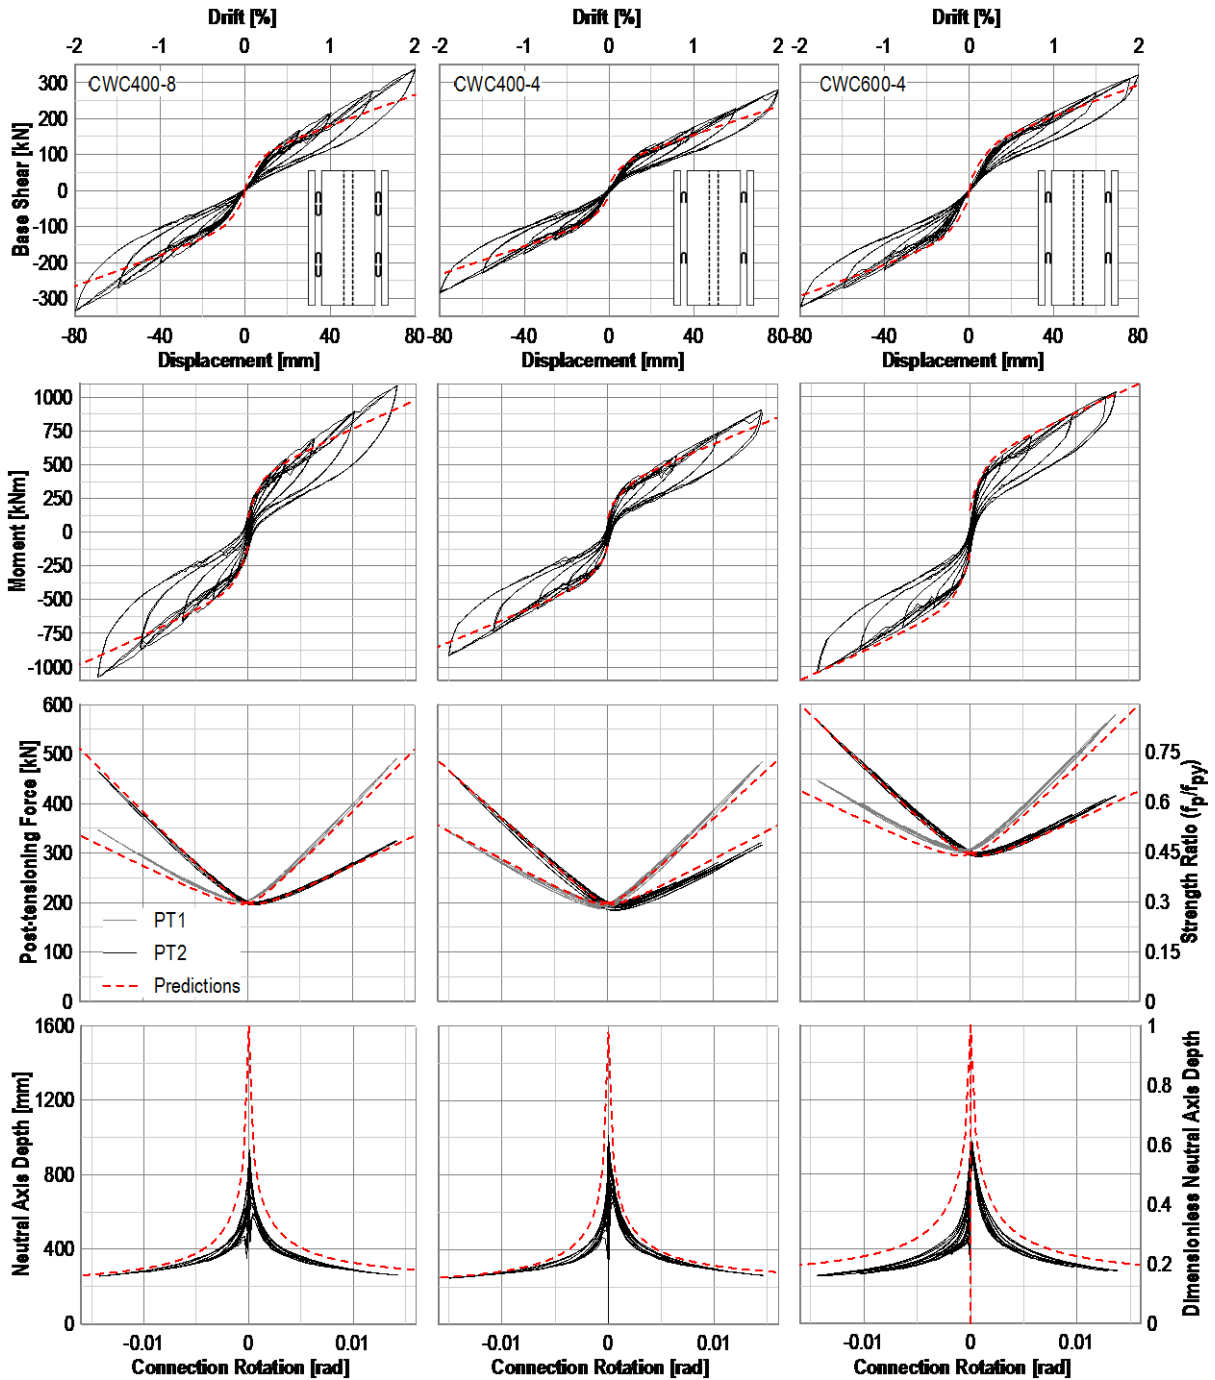 Drift [%]
Drift [%]
Drift [%]
-2 -1 0 1 2
-2 -1 0 1 2
-2 -1 0 1 2
CWC400-8
CWC400-4
CWC600-4
Base Shear [kN]
300
200
100
0
-100
-200
-300
-80 -40 0 40 80
-80 -40 0 40 80
-80 -40 0 40 80
Displacement [mm]
Displacement [mm]
Displacement [mm]
Moment [kNm]
1000
750
500
250
0
-250
-500
-750
-1000
Post-tensioning Force [kN]
600
500
400
300
200
100
0
PT1
PT2
Predictions
0.75
0.6
0.45
0.3
0.15
0
Strength Ratio (fp/fpy)
Neutral Axis Depth [mm]
1600
1200
800
400
0
1
0.8
0.6
0.4
0.2
0
Dimensionless Neutral Axis Depth
-0.01 0 0.01
-0.01 0 0.01
-0.01 0 0.01
Connection Rotation [rad]
Connection Rotation [rad]
Connection Rotation [rad]